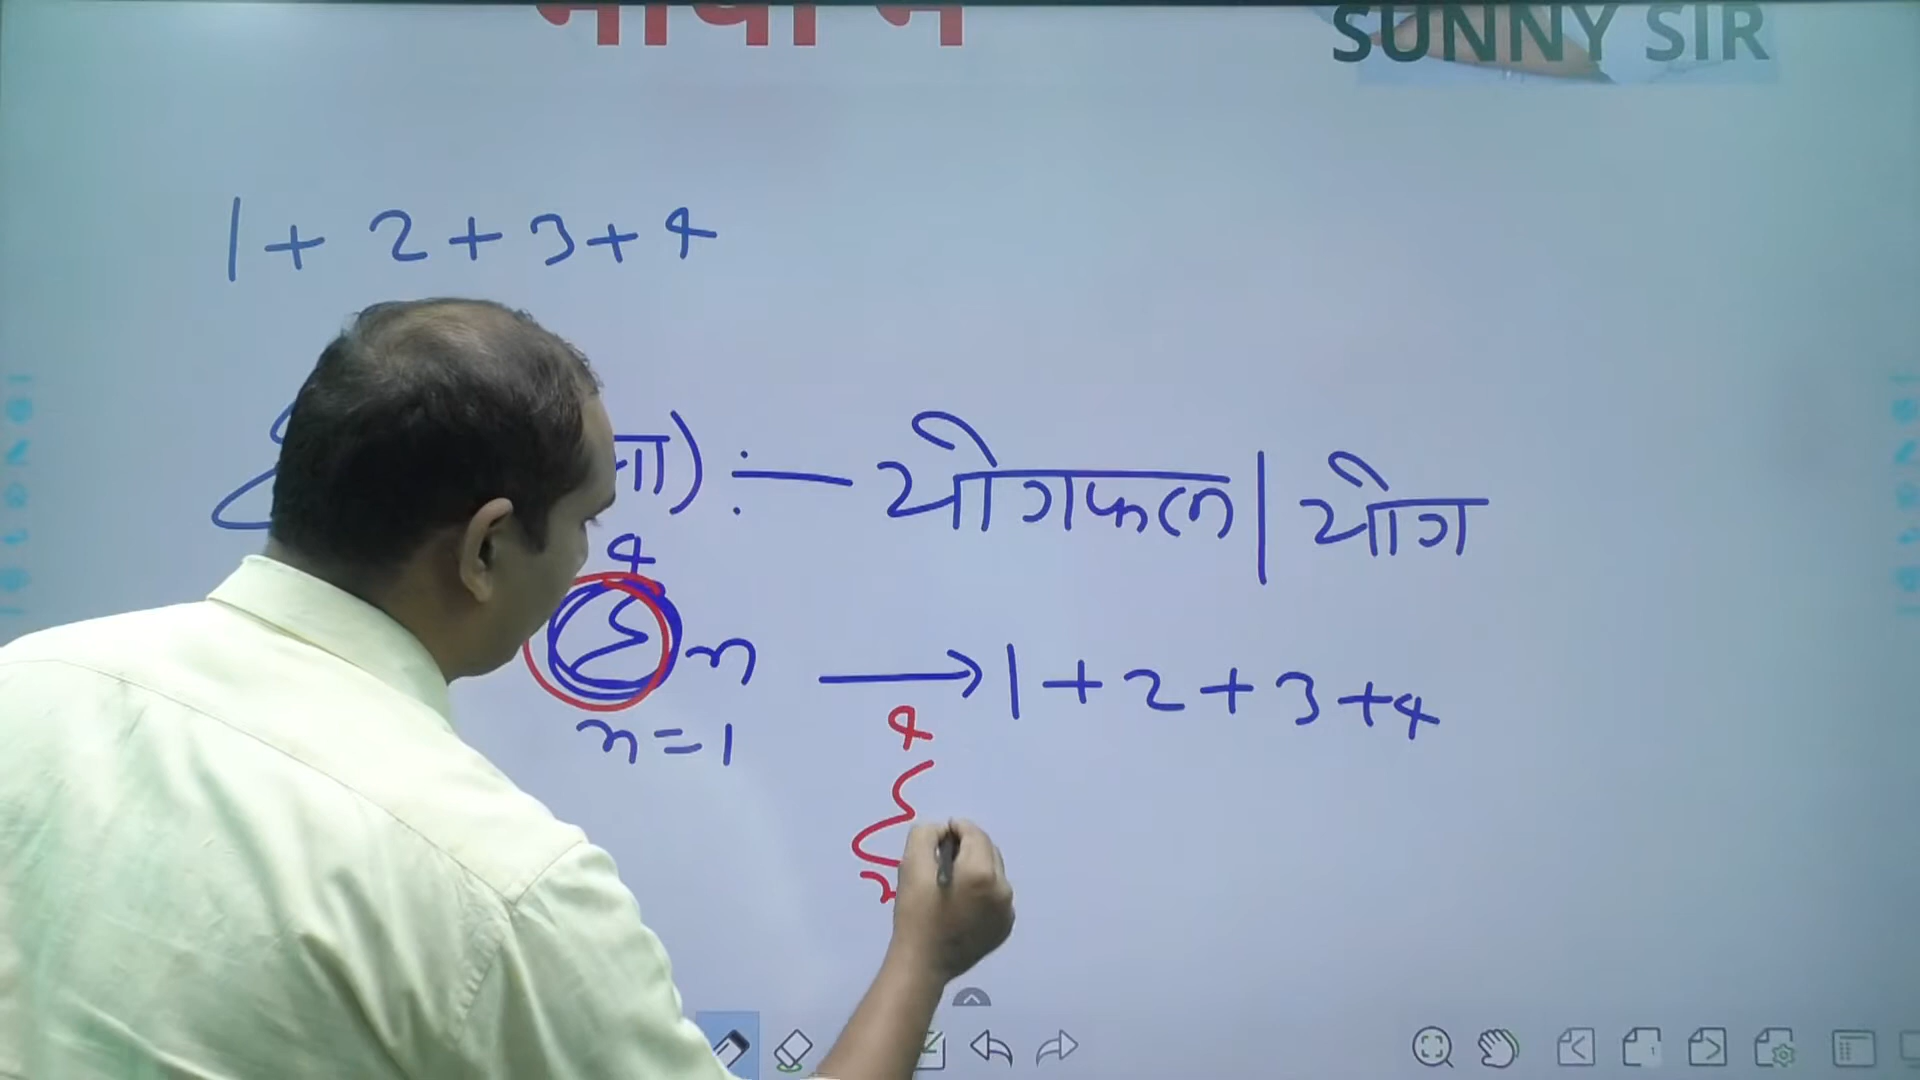 SUNNY SIR
1 + 2 + 3 + 4
:— योगफल | योग
4
Σ n → 1 + 2 + 3 + 4
n = 1
4
Σ